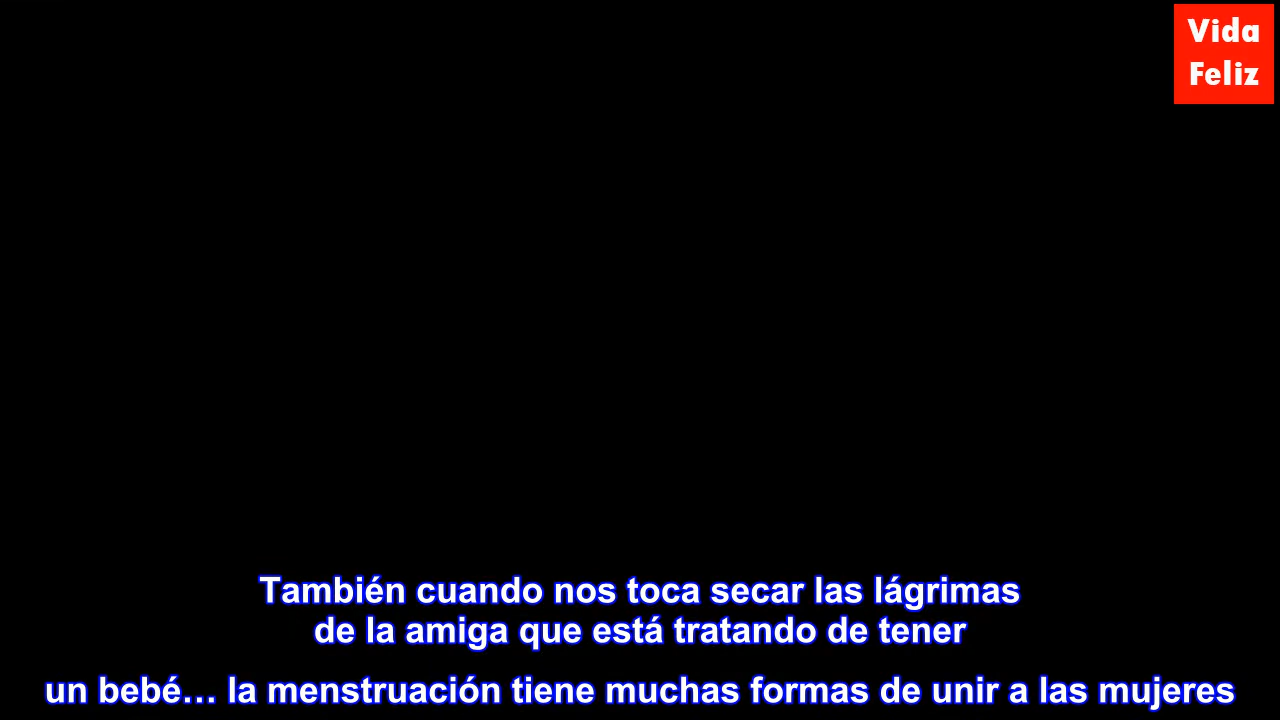 Vida
Feliz
También cuando nos toca secar las lágrimas
de la amiga que está tratando de tener
un bebé… la menstruación tiene muchas formas de unir a las mujeres